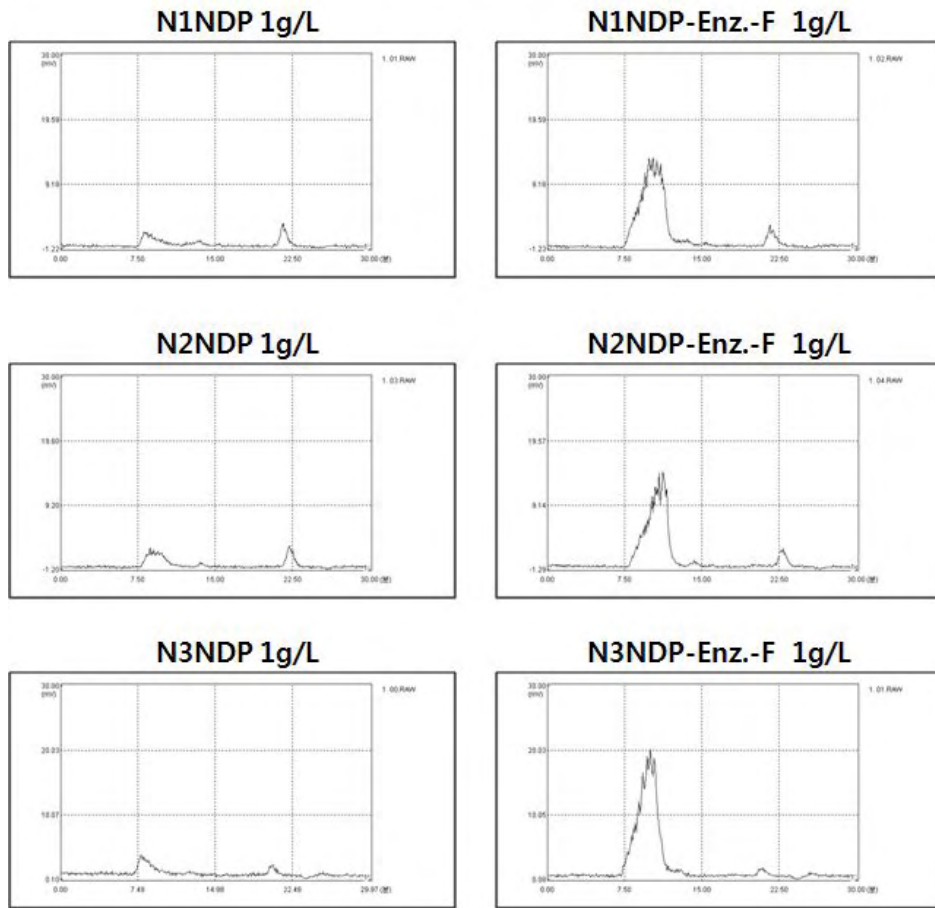 N1NDP 1g/L
30.00
(mV)
1. 01.RAW
19.59
9.18
-1.22
0.00 7.50 15.00 22.50 30.00 (분)
N1NDP-Enz.-F 1g/L
30.00
(mV)
1. 02.RAW
19.59
9.18
-1.23
0.00 7.50 15.00 22.50 30.00 (분)
N2NDP 1g/L
30.00
(mV)
1. 03.RAW
19.60
9.20
-1.20
0.00 7.50 15.00 22.50 30.00 (분)
N2NDP-Enz.-F 1g/L
30.00
(mV)
1. 04.RAW
19.57
9.14
-1.29
0.00 7.50 15.00 22.50 30.00 (분)
N3NDP 1g/L
30.00
(mV)
1. 00.RAW
20.03
10.07
0.10
0.00 7.49 14.98 22.48 29.97 (분)
N3NDP-Enz.-F 1g/L
30.00
(mV)
1. 01.RAW
20.03
10.05
0.08
0.00 7.50 15.00 22.50 30.00 (분)